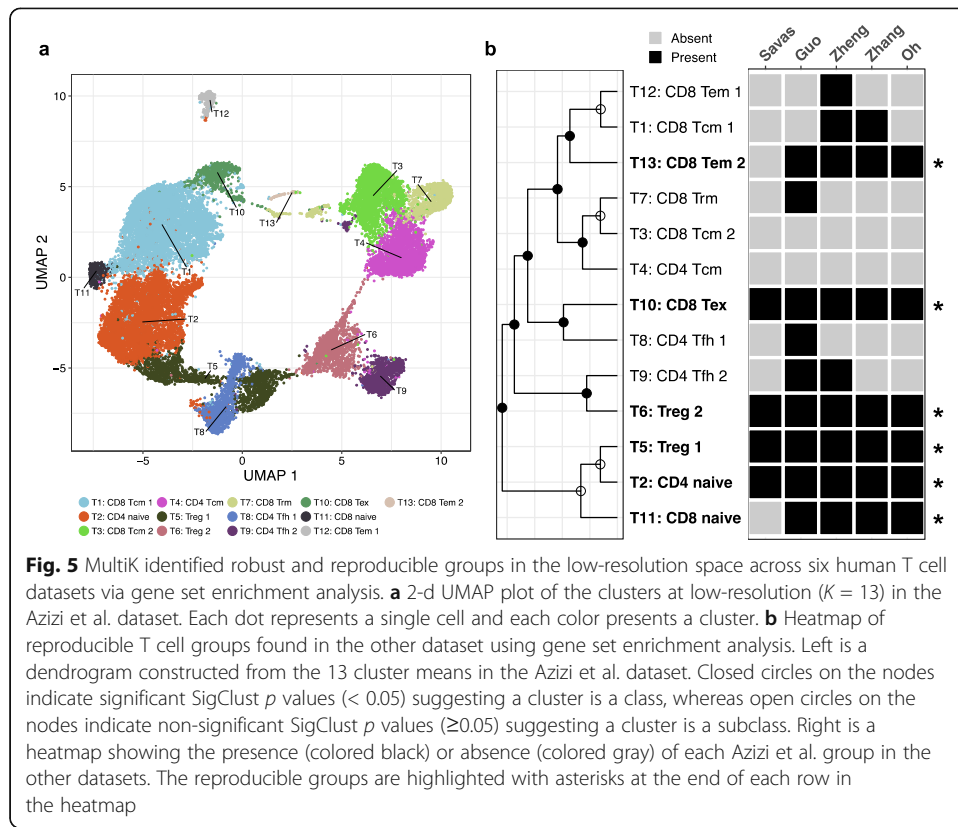 a
UMAP 2
10
5
0
−5
−5
0
5
10
UMAP 1
T12
T10
T13
T3
T7
T4
T1
T11
T2
T5
T6
T9
T8
T1: CD8 Tcm 1
T4: CD4 Tcm
T7: CD8 Trm
T10: CD8 Tex
T13: CD8 Tem 2
T2: CD4 naive
T5: Treg 1
T8: CD4 Tfh 1
T11: CD8 naive
T3: CD8 Tcm 2
T6: Treg 2
T9: CD4 Tfh 2
T12: CD8 Tem 1
b
Absent
Present
Savas
Guo
Zheng
Zhang
Oh
T12: CD8 Tem 1
T1: CD8 Tcm 1
T13: CD8 Tem 2 *
T7: CD8 Trm
T3: CD8 Tcm 2
T4: CD4 Tcm
T10: CD8 Tex *
T8: CD4 Tfh 1
T9: CD4 Tfh 2
T6: Treg 2 *
T5: Treg 1 *
T2: CD4 naive *
T11: CD8 naive *
Fig. 5 MultiK identified robust and reproducible groups in the low-resolution space across six human T cell
datasets via gene set enrichment analysis. a 2-d UMAP plot of the clusters at low-resolution (K = 13) in the
Azizi et al. dataset. Each dot represents a single cell and each color presents a cluster. b Heatmap of
reproducible T cell groups found in the other dataset using gene set enrichment analysis. Left is a
dendrogram constructed from the 13 cluster means in the Azizi et al. dataset. Closed circles on the nodes
indicate significant SigClust p values (< 0.05) suggesting a cluster is a class, whereas open circles on the
nodes indicate non-significant SigClust p values (≥0.05) suggesting a cluster is a subclass. Right is a
heatmap showing the presence (colored black) or absence (colored gray) of each Azizi et al. group in the
other datasets. The reproducible groups are highlighted with asterisks at the end of each row in
the heatmap